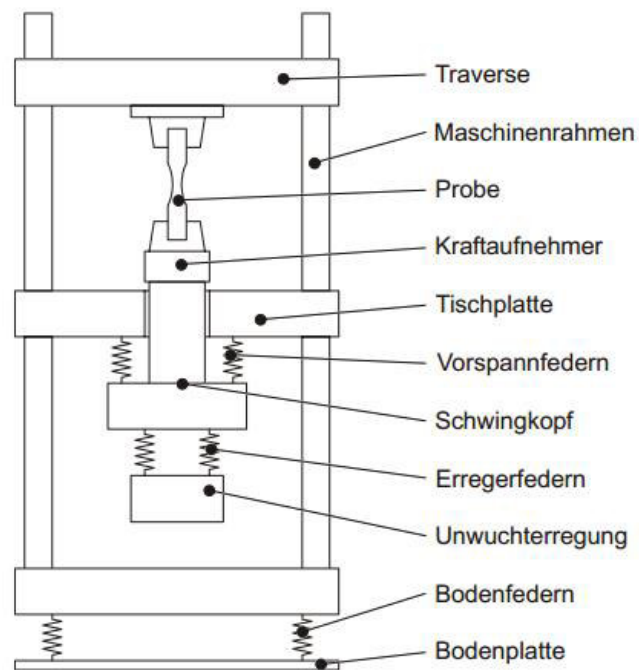 Traverse
Maschinenrahmen
Probe
Kraftaufnehmer
Tischplatte
Vorspannfedern
Schwingkopf
Erregerfedern
Unwuchterregung
Bodenfedern
Bodenplatte